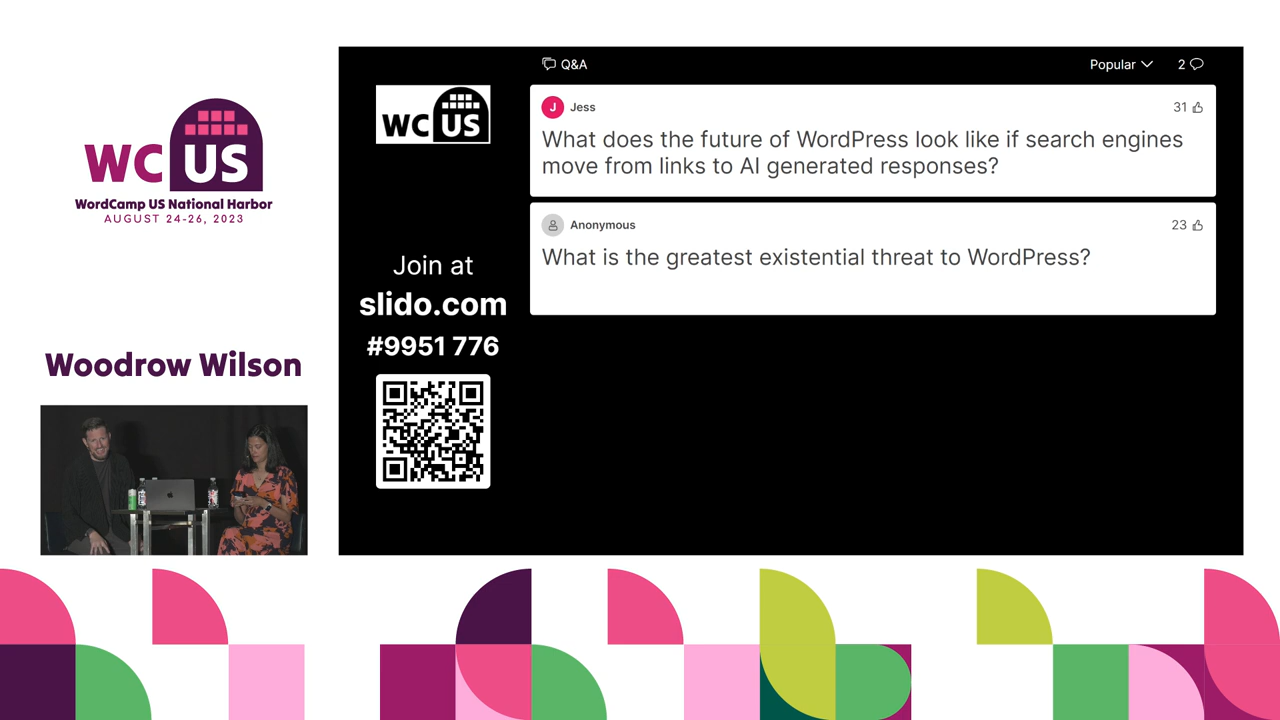 WC US
WordCamp US National Harbor
AUGUST 24-26, 2023
Woodrow Wilson
WC US
Join at
slido.com
#9951 776
Q&A
Popular
2
J Jess
31
What does the future of WordPress look like if search engines
move from links to AI generated responses?
Anonymous
23
What is the greatest existential threat to WordPress?